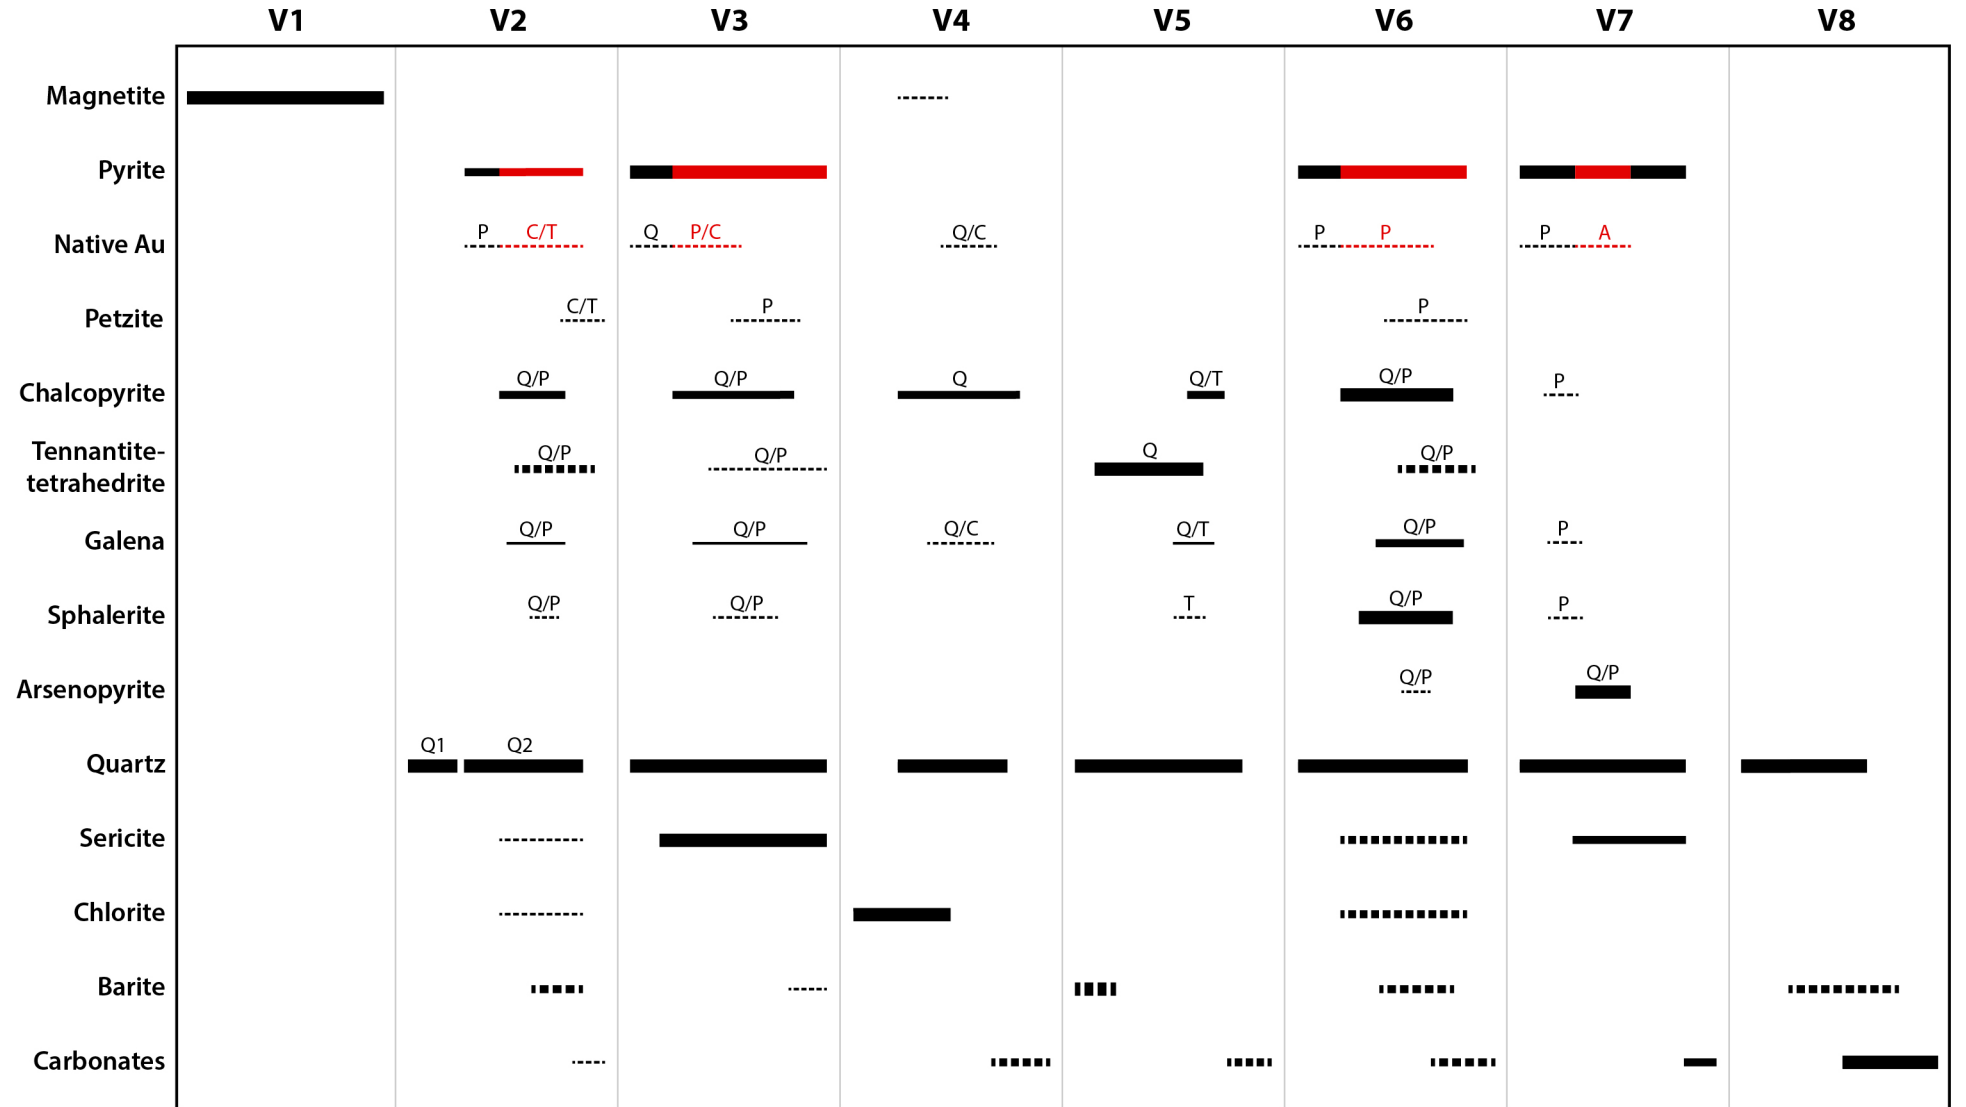 V1 V2 V3 V4 V5 V6 V7 V8
Magnetite
Pyrite
Native Au P C/T Q P/C Q/C P P P A
Petzite C/T P P
Chalcopyrite Q/P Q/P Q Q/T Q/P P
Tennantite-
tetrahedrite Q/P Q/P Q Q/P
Galena Q/P Q/P Q/C Q/T Q/P P
Sphalerite Q/P Q/P T Q/P P
Arsenopyrite Q/P Q/P
Quartz Q1 Q2
Sericite
Chlorite
Barite
Carbonates